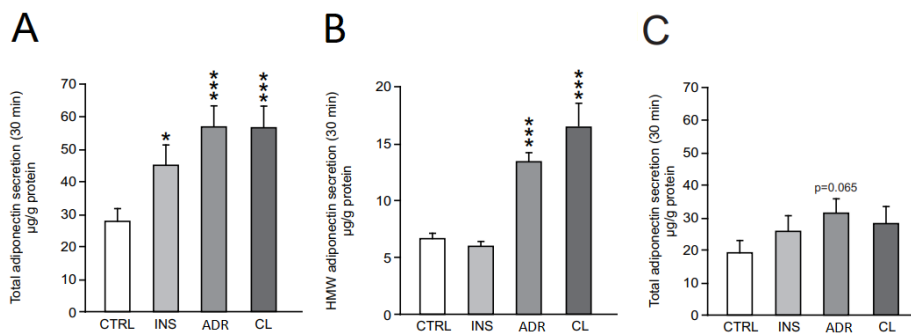 A
Total adiponectin secretion (30 min)
µg/g protein
70
60
50
40
30
20
10
0
*
***
***
CTRL INS ADR CL
B
HMW adiponectin secretion (30 min)
µg/g protein
20
15
10
5
0
***
***
CTRL INS ADR CL
C
Total adiponectin secretion (30 min)
µg/g protein
70
60
50
40
30
20
10
0
p=0.065
CTRL INS ADR CL